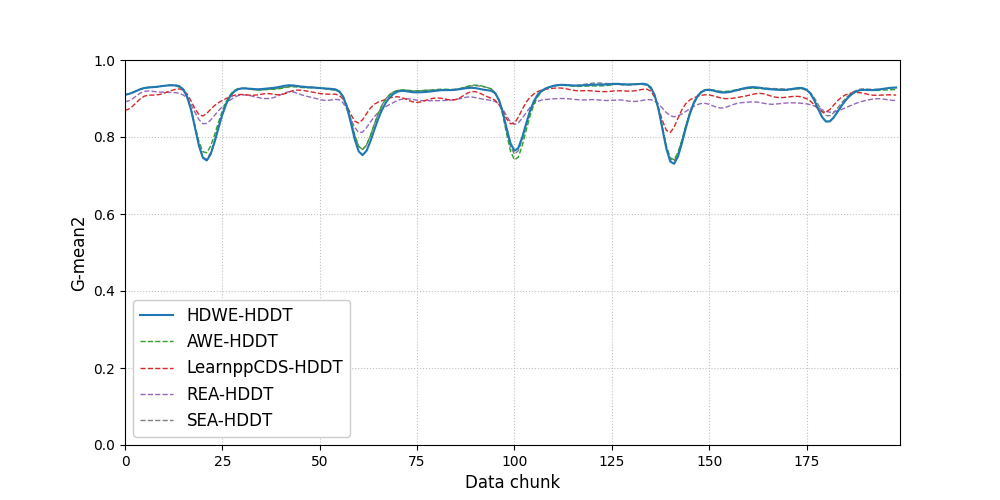 1.0
0.8
0.6
0.4
0.2
0.0
G-mean2
HDWE-HDDT
AWE-HDDT
LearnppCDS-HDDT
REA-HDDT
SEA-HDDT
0 25 50 75 100 125 150 175
Data chunk